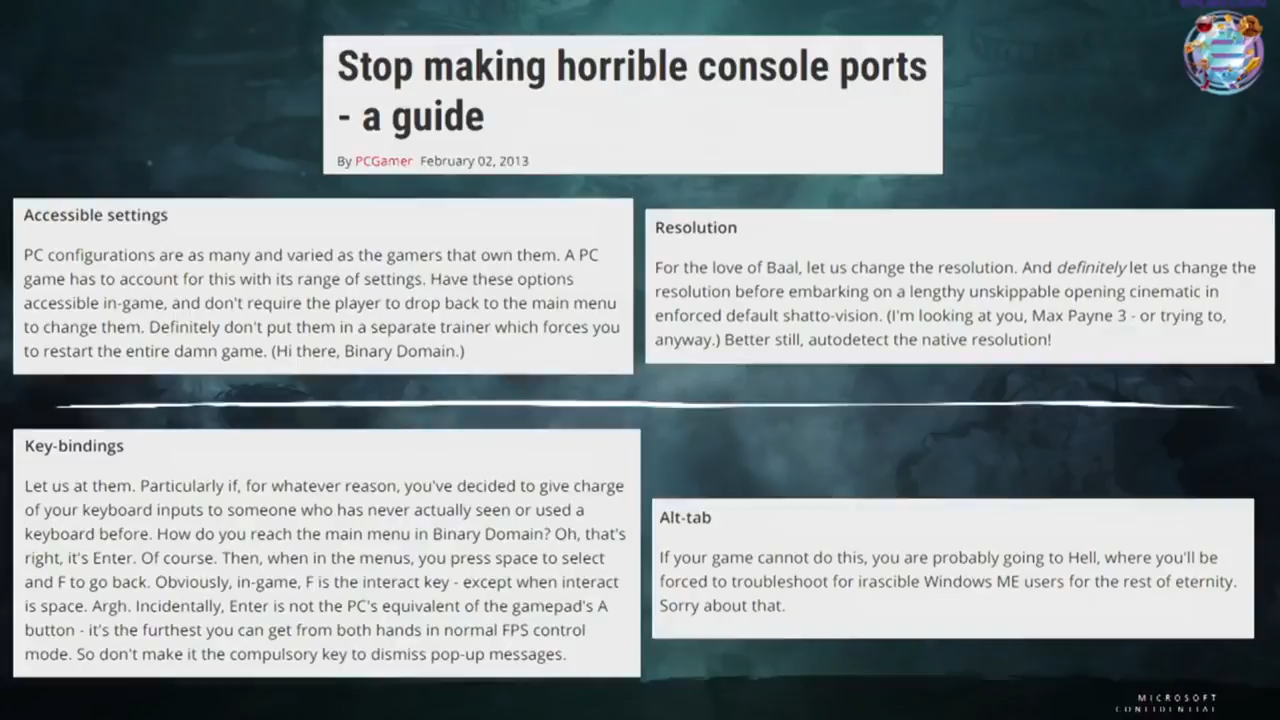 Stop making horrible console ports
- a guide
By PCGamer February 02, 2013
Accessible settings
PC configurations are as many and varied as the gamers that own them. A PC
game has to account for this with its range of settings. Have these options
accessible in-game, and don't require the player to drop back to the main menu
to change them. Definitely don't put them in a separate trainer which forces you
to restart the entire damn game. (Hi there, Binary Domain.)
Resolution
For the love of Baal, let us change the resolution. And definitely let us change the
resolution before embarking on a lengthy unskippable opening cinematic in
enforced default shatto-vision. (I'm looking at you, Max Payne 3 - or trying to,
anyway.) Better still, autodetect the native resolution!
Key-bindings
Let us at them. Particularly if, for whatever reason, you've decided to give charge
of your keyboard inputs to someone who has never actually seen or used a
keyboard before. How do you reach the main menu in Binary Domain? Oh, that's
right, it's Enter. Of course. Then, when in the menus, you press space to select
and F to go back. Obviously, in-game, F is the interact key - except when interact
is space. Argh. Incidentally, Enter is not the PC's equivalent of the gamepad's A
button - it's the furthest you can get from both hands in normal FPS control
mode. So don't make it the compulsory key to dismiss pop-up messages.
Alt-tab
If your game cannot do this, you are probably going to Hell, where you'll be
forced to troubleshoot for irascible Windows ME users for the rest of eternity.
Sorry about that.
MICROSOFT
CONFIDENTIAL